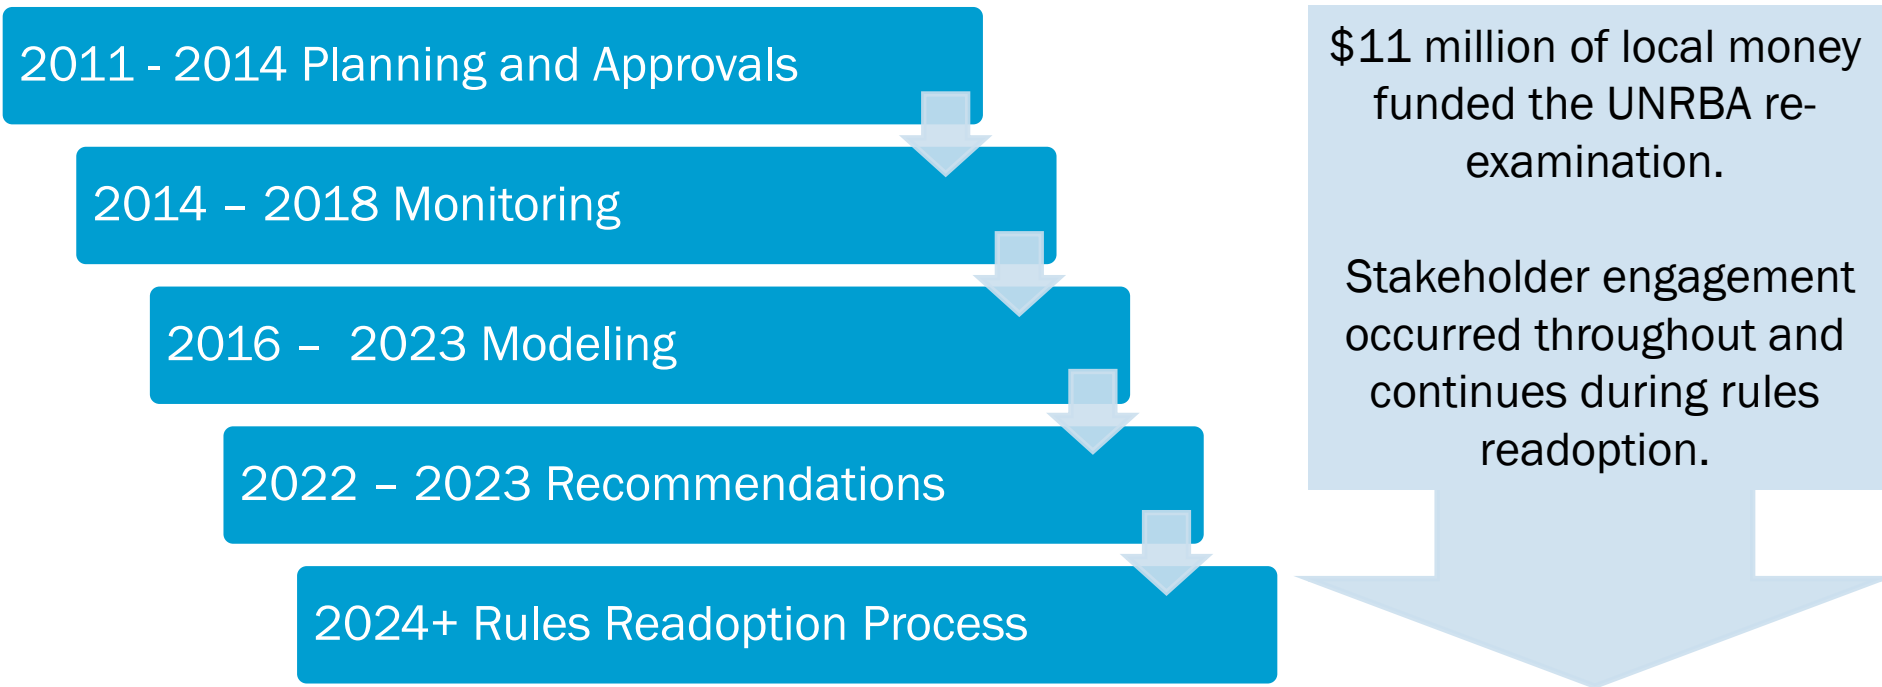 2011 - 2014 Planning and Approvals
2014 – 2018 Monitoring
2016 –  2023 Modeling
2022 – 2023 Recommendations
2024+ Rules Readoption Process
$11 million of local money
funded the UNRBA re-
examination.
Stakeholder engagement
occurred throughout and
continues during rules
readoption.